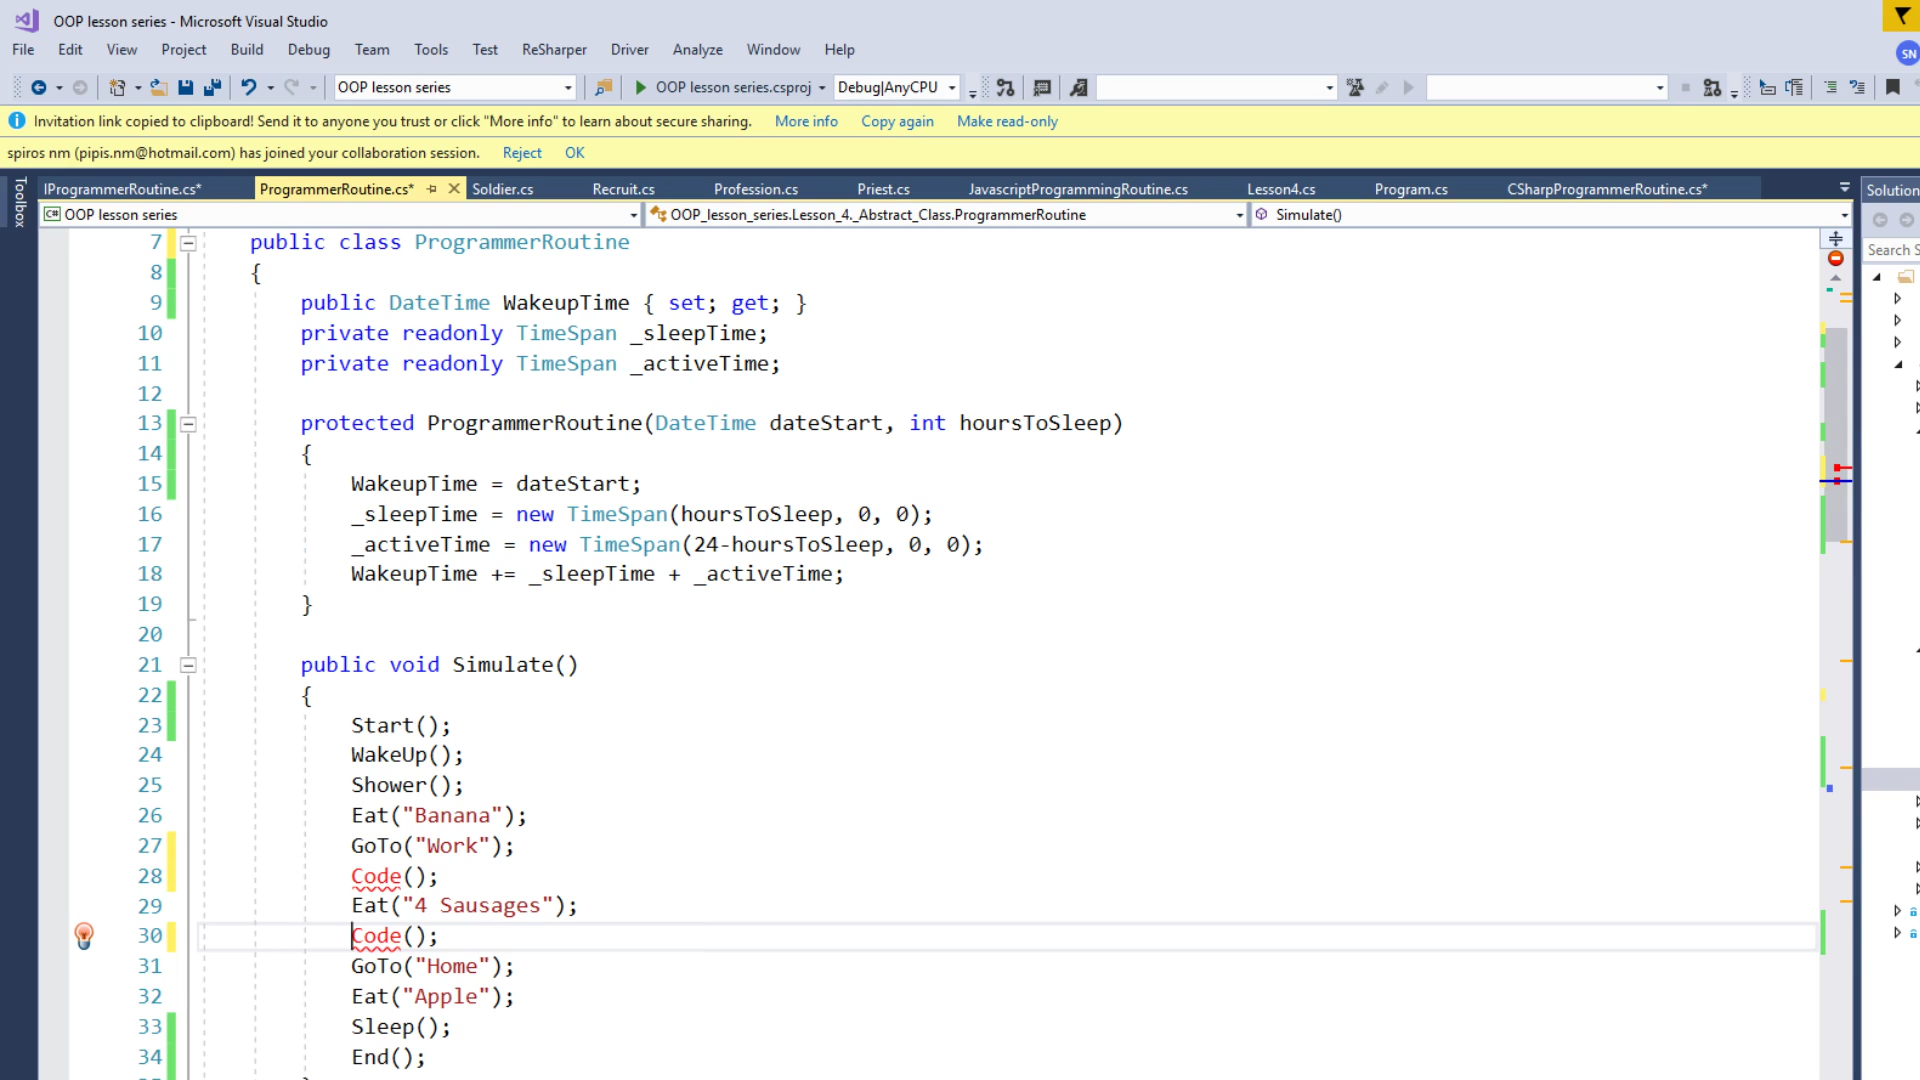 OOP lesson series - Microsoft Visual Studio
File Edit View Project Build Debug Team Tools Test ReSharper Driver Analyze Window Help
SN
OOP lesson series OOP lesson series.csproj Debug|AnyCPU
Invitation link copied to clipboard! Send it to anyone you trust or click "More info" to learn about secure sharing. More info Copy again Make read-only
spiros nm (pipis.nm@hotmail.com) has joined your collaboration session. Reject OK
Toolbox
IProgrammerRoutine.cs* ProgrammerRoutine.cs* Soldier.cs Recruit.cs Profession.cs Priest.cs JavascriptProgrammingRoutine.cs Lesson4.cs Program.cs CSharpProgrammerRoutine.cs* Solution
C# OOP lesson series OOP_lesson_series.Lesson_4._Abstract_Class.ProgrammerRoutine Simulate()
Search S
7 public class ProgrammerRoutine
8 {
9 public DateTime WakeupTime { set; get; }
10 private readonly TimeSpan _sleepTime;
11 private readonly TimeSpan _activeTime;
12
13 protected ProgrammerRoutine(DateTime dateStart, int hoursToSleep)
14 {
15 WakeupTime = dateStart;
16 _sleepTime = new TimeSpan(hoursToSleep, 0, 0);
17 _activeTime = new TimeSpan(24-hoursToSleep, 0, 0);
18 WakeupTime += _sleepTime + _activeTime;
19 }
20
21 public void Simulate()
22 {
23 Start();
24 WakeUp();
25 Shower();
26 Eat("Banana");
27 GoTo("Work");
28 Code();
29 Eat("4 Sausages");
30 Code();
31 GoTo("Home");
32 Eat("Apple");
33 Sleep();
34 End();